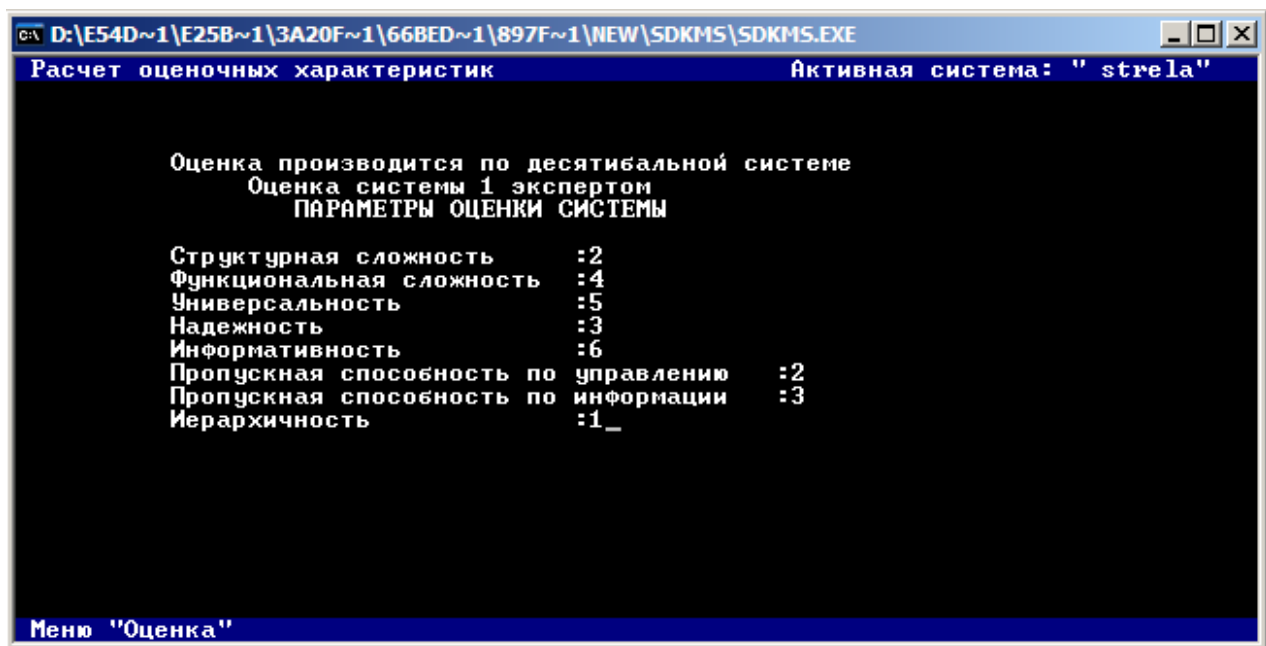 D:\E54D~1\E25B~1\3A20F~1\66BED~1\897F~1\NEW\SDKMS\SDKMS.EXE
Расчет оценочных характеристик Активная система: " strela"
Оценка производится по десятибальной системе
Оценка системы 1 экспертом
ПАРАМЕТРЫ ОЦЕНКИ СИСТЕМЫ
Структурная сложность :2
Функциональная сложность :4
Универсальность :5
Надежность :3
Информативность :6
Пропускная способность по управлению :2
Пропускная способность по информации :3
Иерархичность :1_
Меню "Оценка"